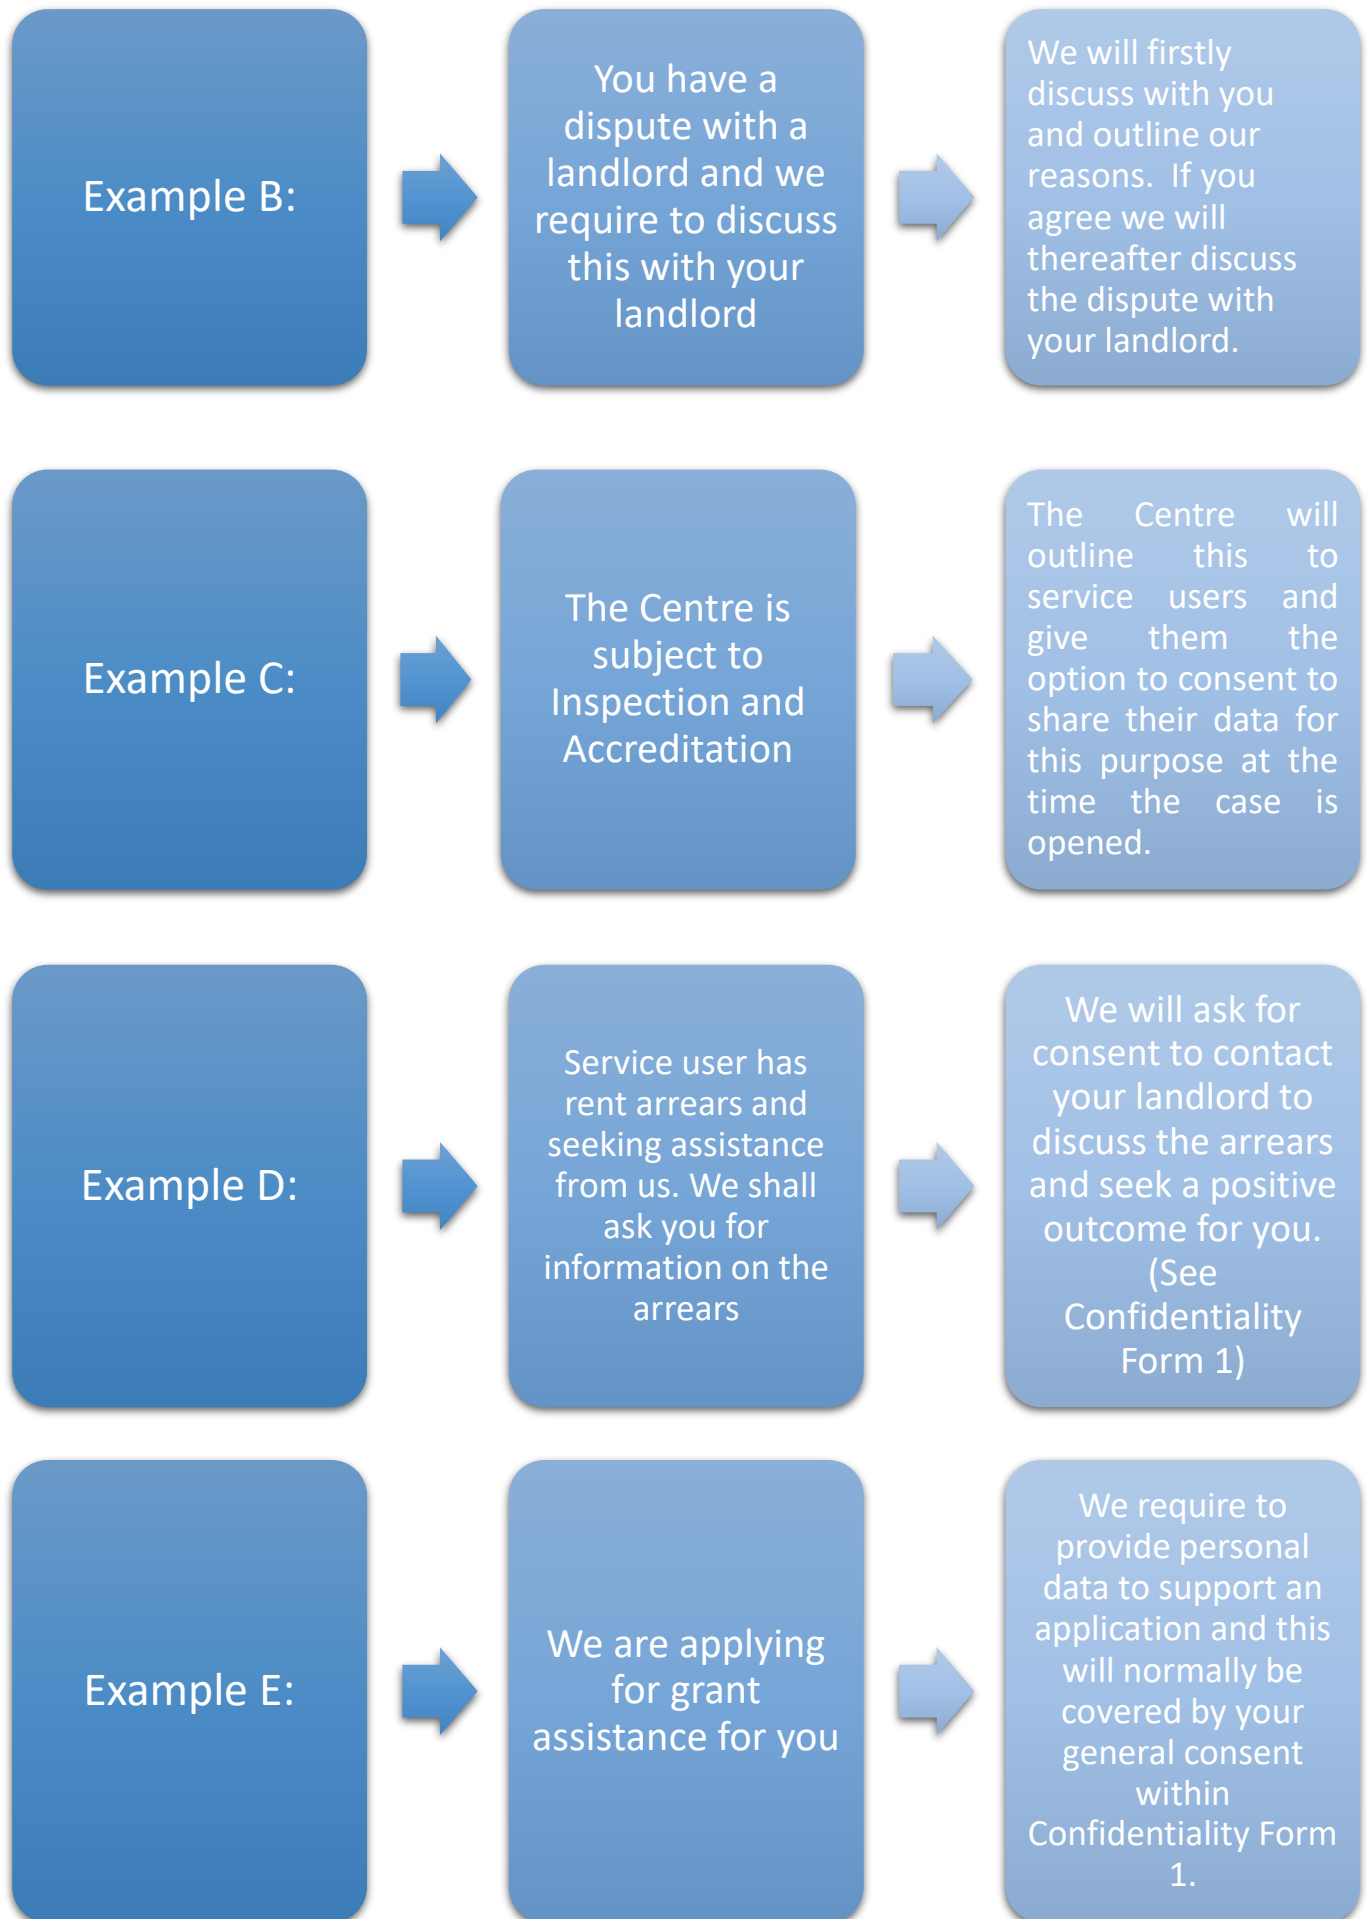 Example B:
You have a
dispute with a
landlord and we
require to discuss
this with your
landlord
We will firstly
discuss with you
and outline our
reasons.  If you
agree we will
thereafter discuss
the dispute with
your landlord.
Example C:
The Centre is
subject to
Inspection and
Accreditation
The Centre will
outline this to
service users and
give them the
option to consent to
share their data for
this purpose at the
time the case is
opened.
Example D:
Service user has
rent arrears and
seeking assistance
from us. We shall
ask you for
information on the
arrears
We will ask for
consent to contact
your landlord to
discuss the arrears
and seek a positive
outcome for you.
(See
Confidentiality
Form 1)
Example E:
We are applying
for grant
assistance for you
We require to
provide personal
data to support an
application and this
will normally be
covered by your
general consent
within
Confidentiality Form
1.